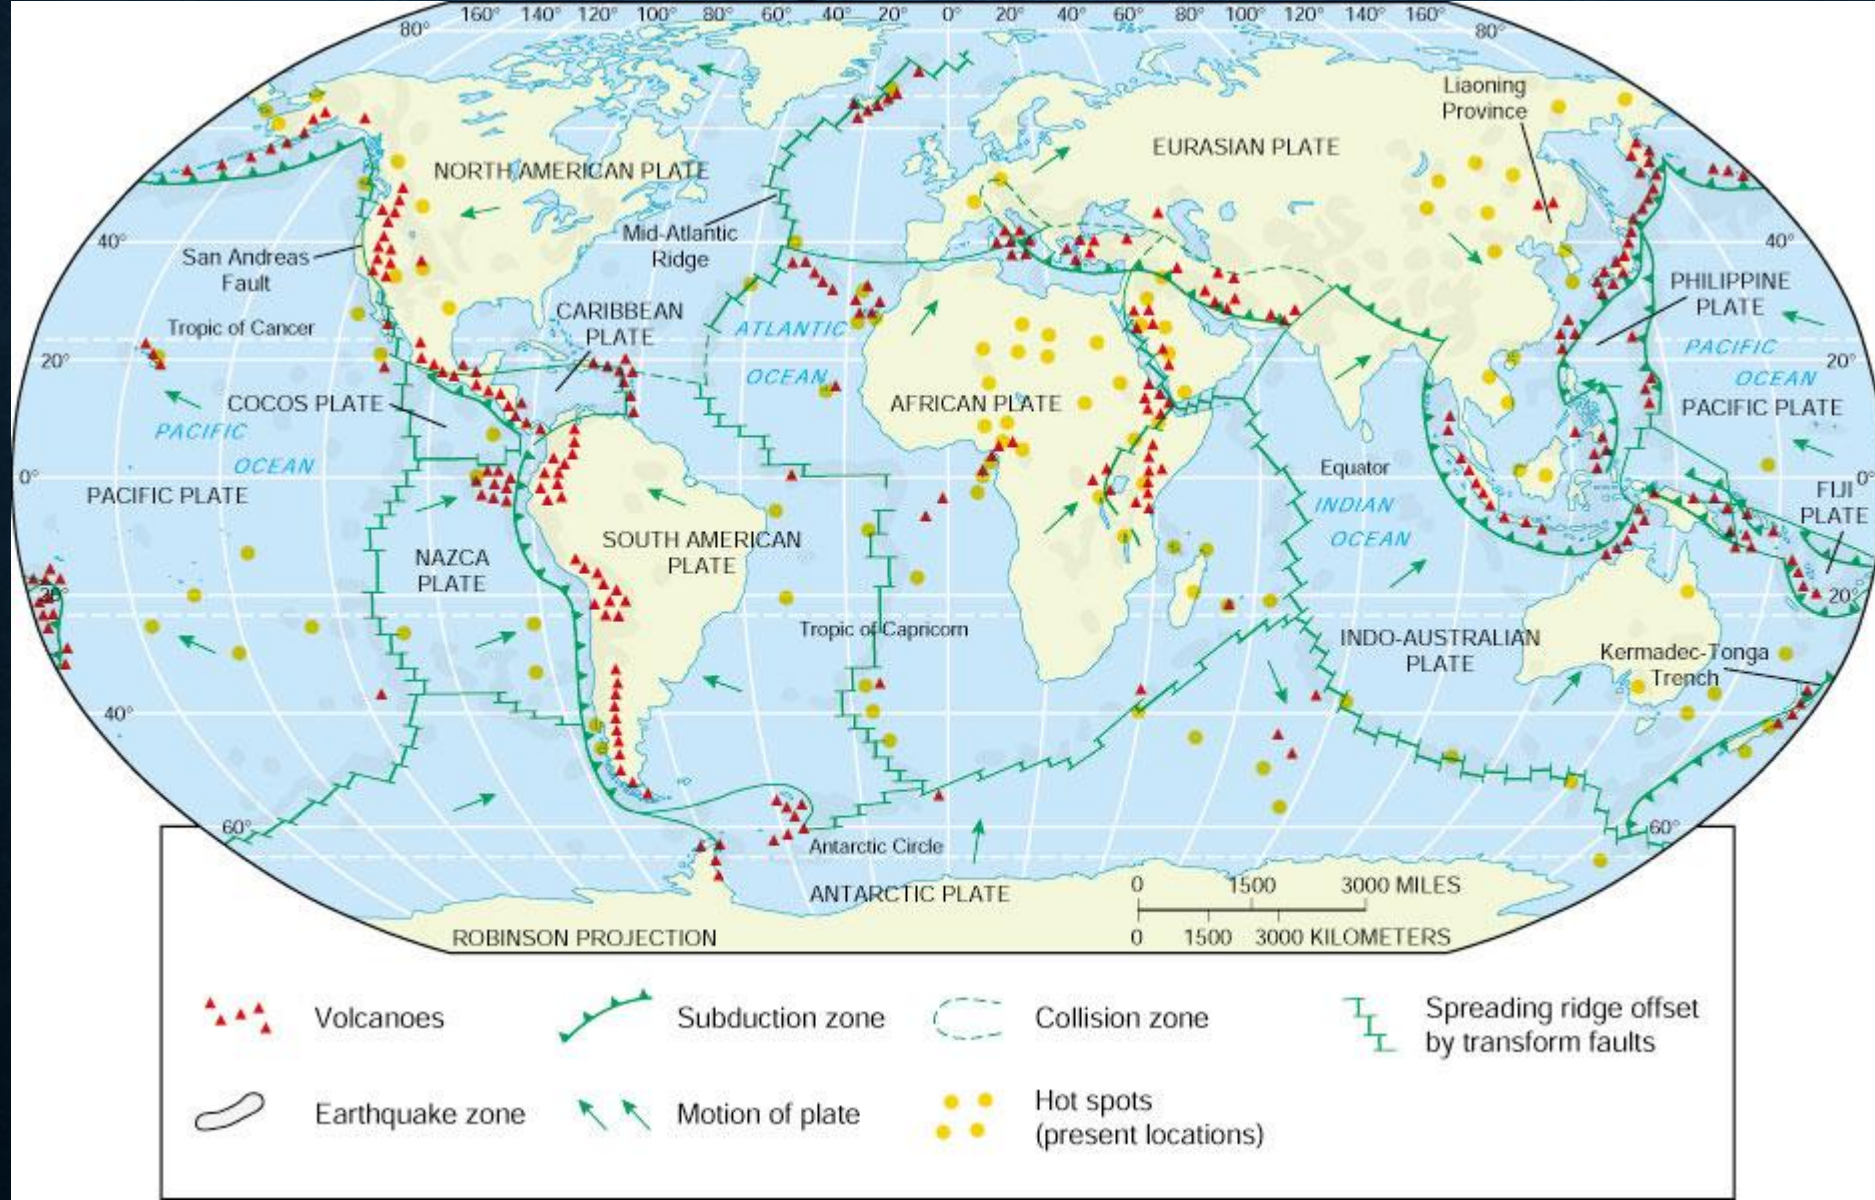 160° 140° 120° 100° 80° 60° 40° 20° 0° 20° 40° 60° 80° 100° 120° 140° 160°
80° 80°
Liaoning
Province
EURASIAN PLATE
NORTH AMERICAN PLATE
Mid-Atlantic
Ridge
40° 40°
San Andreas
Fault
PHILIPPINE
PLATE
CARIBBEAN
PLATE
Tropic of Cancer
ATLANTIC
OCEAN
PACIFIC
OCEAN
20° 20°
COCOS PLATE
AFRICAN PLATE
PACIFIC PLATE
PACIFIC
OCEAN
Equator
0° 0°
PACIFIC PLATE
INDIAN
OCEAN
FIJI
PLATE
SOUTH AMERICAN
PLATE
NAZCA
PLATE
20° 20°
Tropic of Capricorn
INDO-AUSTRALIAN
PLATE
Kermadec-Tonga
Trench
40°
60° 60°
Antarctic Circle
ANTARCTIC PLATE
0 1500 3000 MILES
0 1500 3000 KILOMETERS
ROBINSON PROJECTION
Volcanoes
Subduction zone
Collision zone
Spreading ridge offset
by transform faults
Earthquake zone
Motion of plate
Hot spots
(present locations)